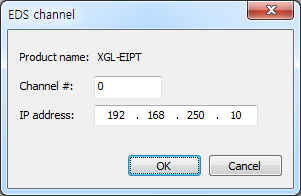 EDS channel
Product name: XGL-EIPT
Channel #: 0
IP address: 192 . 168 . 250 . 10
OK Cancel